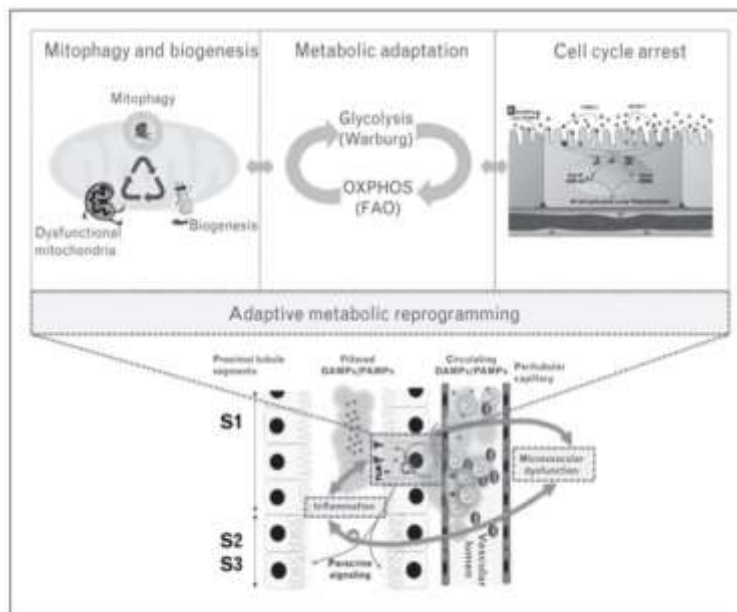 Mitophagy and biogenesis
Metabolic adaptation
Cell cycle arrest
Mitophagy
Dysfunctional
mitochondria
Biogenesis
Glycolysis
(Warburg)
OXPHOS
(FAO)
Adaptive metabolic reprogramming
Proximal tubule
segments
Filtered
DAMPs/PAMPs
Circulating
DAMPs/PAMPs
Peritubular
capillary
S1
TLR4
Microvascular
dysfunction
Inflammation
S2
S3
Paracrine
signaling
Vascular
lumen